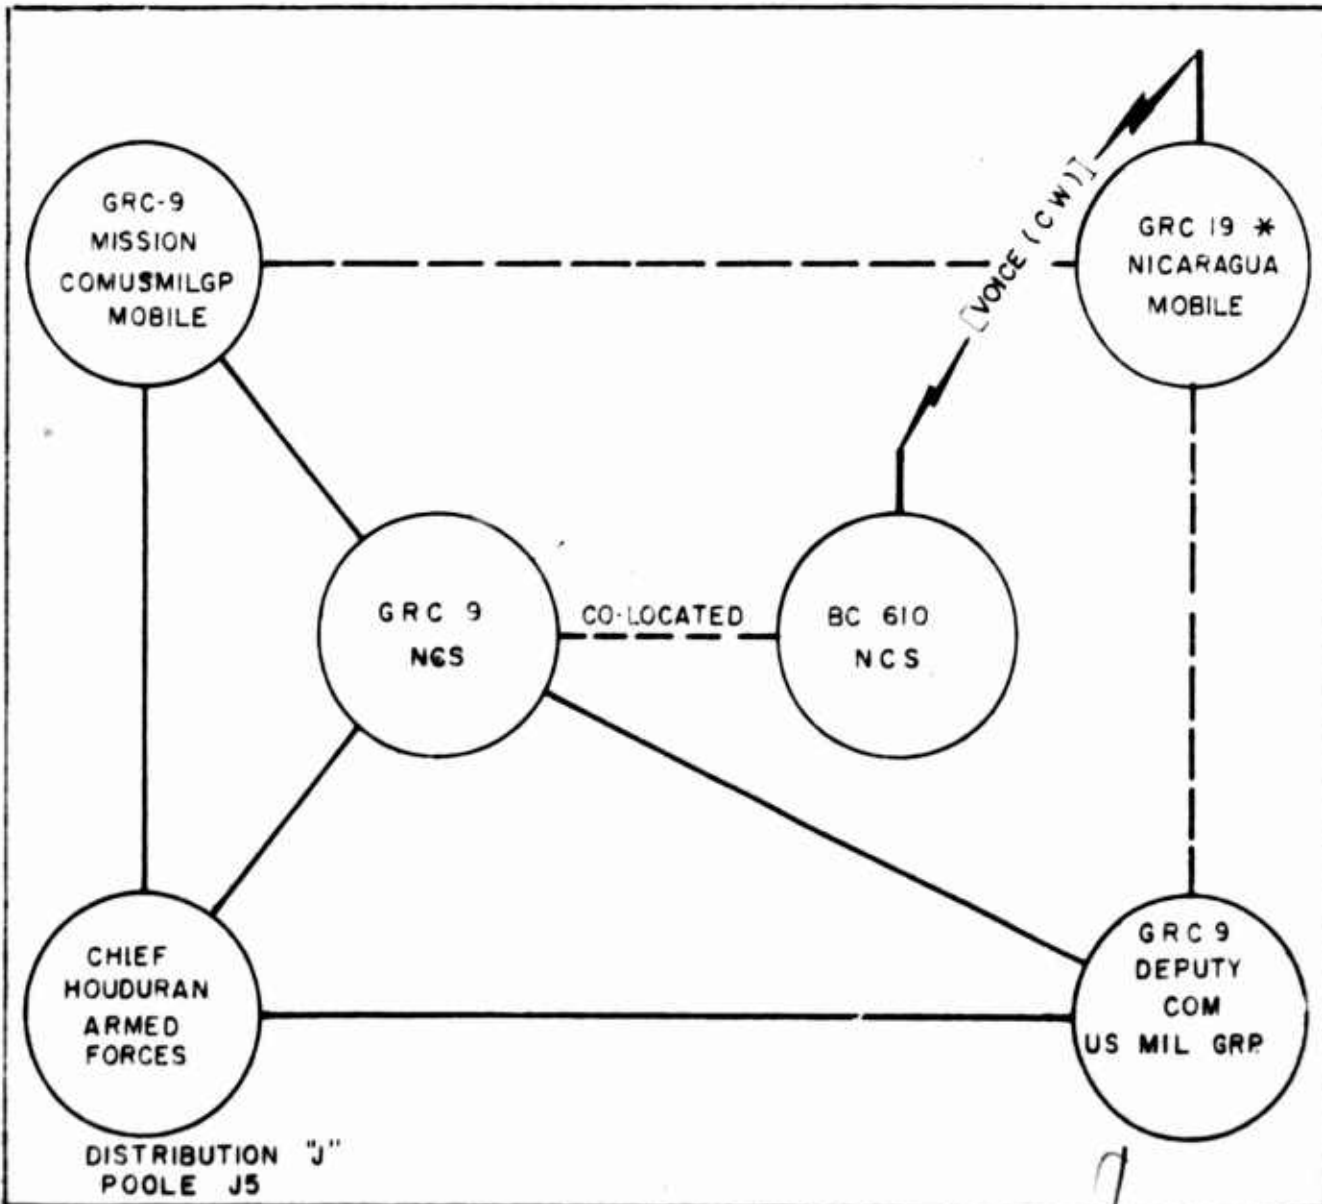 GRC-9
MISSION
COMUSMILGP
MOBILE
[VOICE (CW)]
GRC 19 *
NICARAGUA
MOBILE
GRC 9
NCS
CO-LOCATED
BC 610
NCS
CHIEF
HOUDURAN
ARMED
FORCES
GRC 9
DEPUTY
COM
US MIL GRP
DISTRIBUTION "J"
POOLE J5